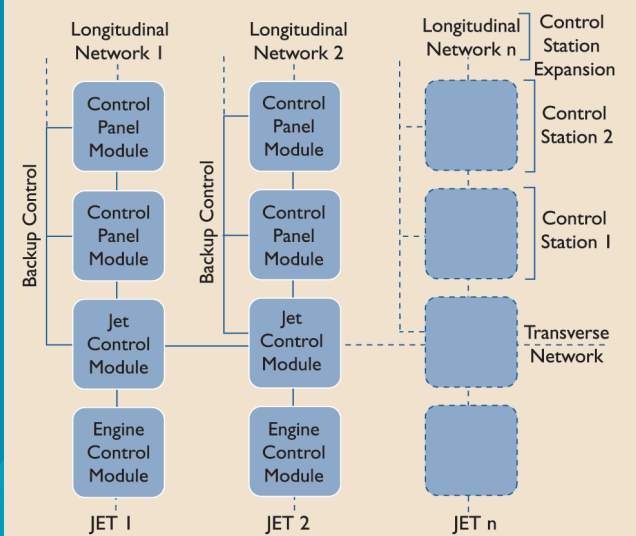 Longitudinal
Network 1
Longitudinal
Network 2
Longitudinal
Network n
Control
Station
Expansion
Control
Panel
Module
Control
Panel
Module
Control
Station 2
Backup Control
Control
Panel
Module
Backup Control
Control
Panel
Module
Control
Station 1
Jet
Control
Module
Jet
Control
Module
Transverse
Network
Engine
Control
Module
Engine
Control
Module
JET 1
JET 2
JET n